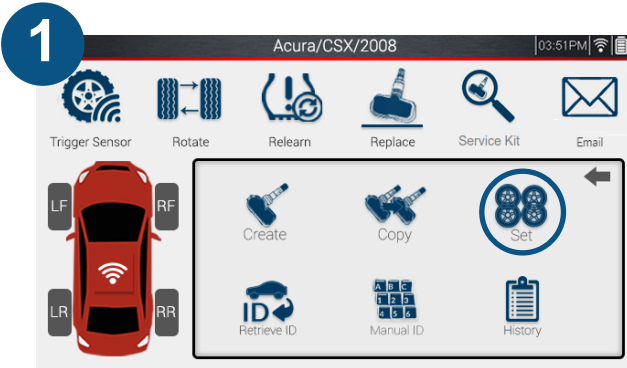 1
Acura/CSX/2008
03:51PM
Trigger Sensor
Rotate
Relearn
Replace
Service Kit
Email
LF
RF
LR
RR
Create
Copy
Set
ID
Retrieve ID
A B C
1 2 3
4 5 6
Manual ID
History